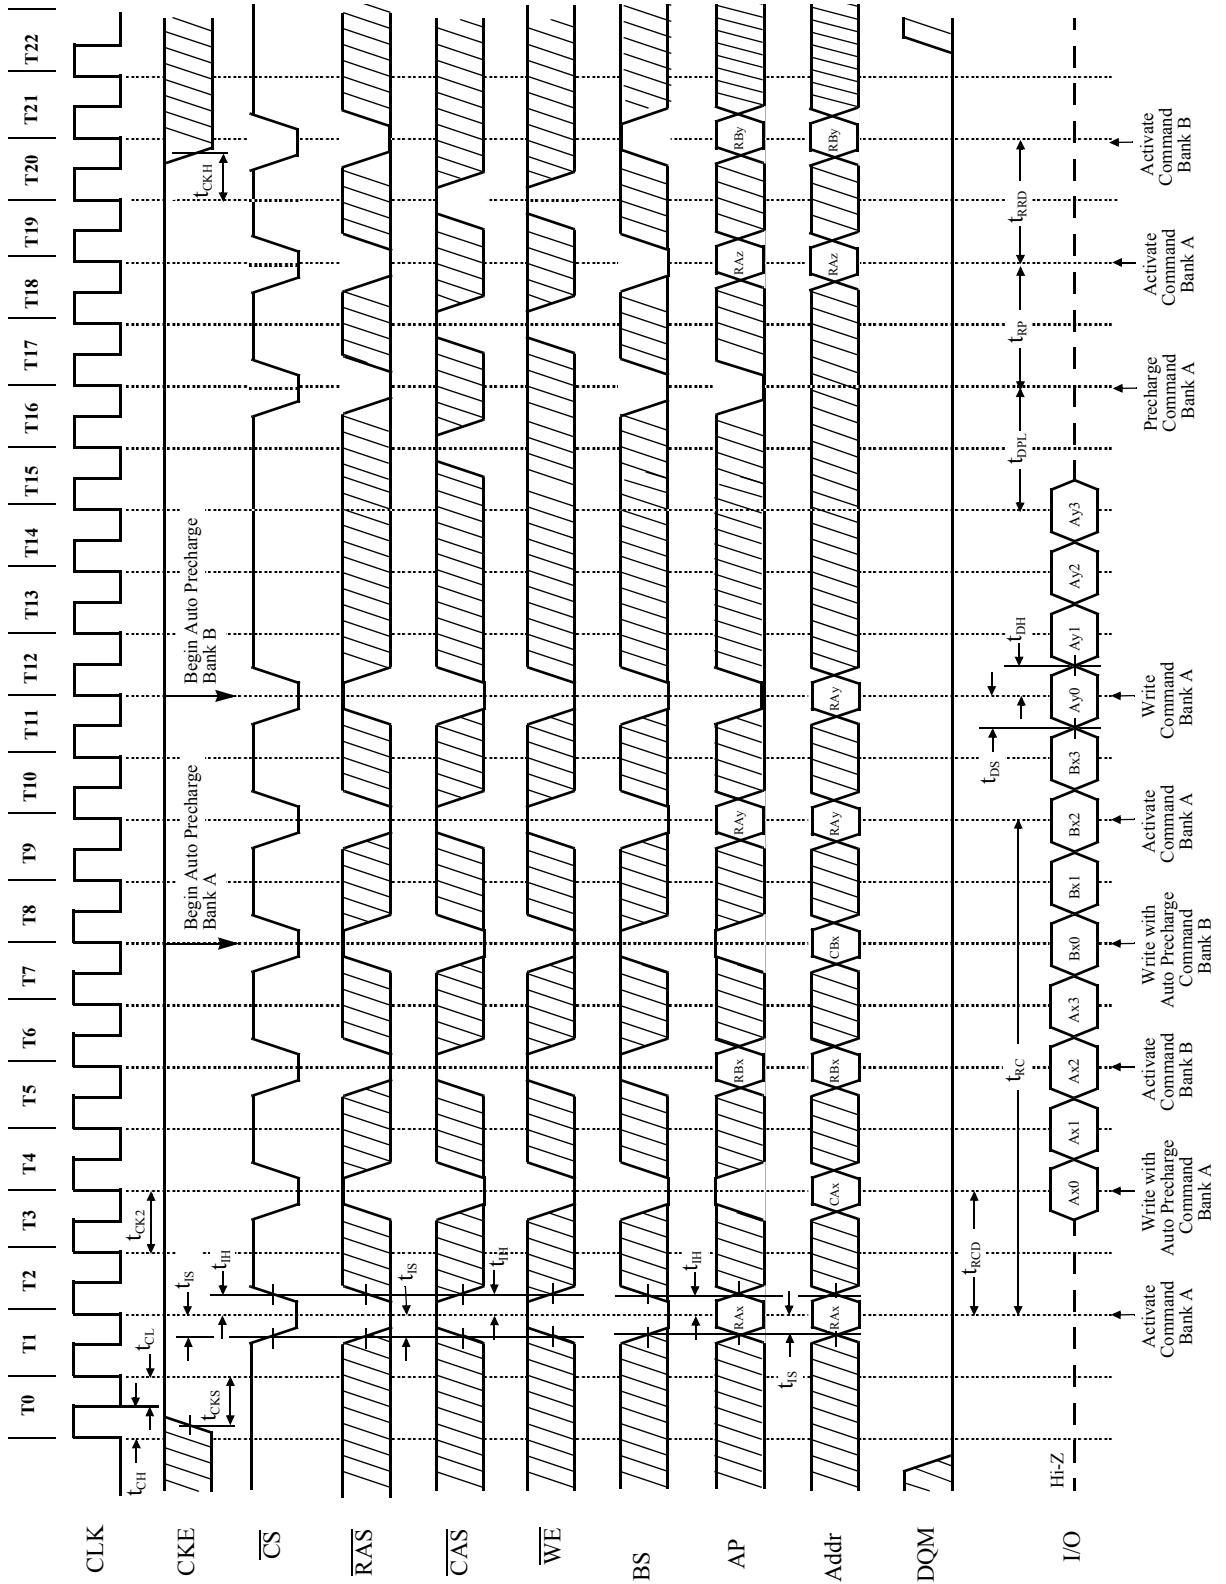 T0 T1 T2 T3 T4 T5 T6 T7 T8 T9 T10 T11 T12 T13 T14 T15 T16 T17 T18 T19 T20 T21 T22
CLK
tCH tCL tCK2
CKE
tCKS tIS tIH
Begin Auto Precharge
Bank A
Begin Auto Precharge
Bank B
tCKH
CS
RAS
tIS
CAS
tIH
WE
BS
tIH
AP
RAx RBx RAy RAz RBy
tIS
Addr
RAx CAx RBx CBx RAy RAy RAz RBy
DQM
tRCD tDS tDH
tRC tDPL tRP tRRD
I/O
Hi-Z
Ax0 Ax1 Ax2 Ax3 Bx0 Bx1 Bx2 Bx3 Ay0 Ay1 Ay2 Ay3
Activate
Command
Bank A
Write with
Auto Precharge
Command
Bank A
Activate
Command
Bank B
Write with
Auto Precharge
Command
Bank B
Activate
Command
Bank A
Write
Command
Bank A
Precharge
Command
Bank A
Activate
Command
Bank A
Activate
Command
Bank B